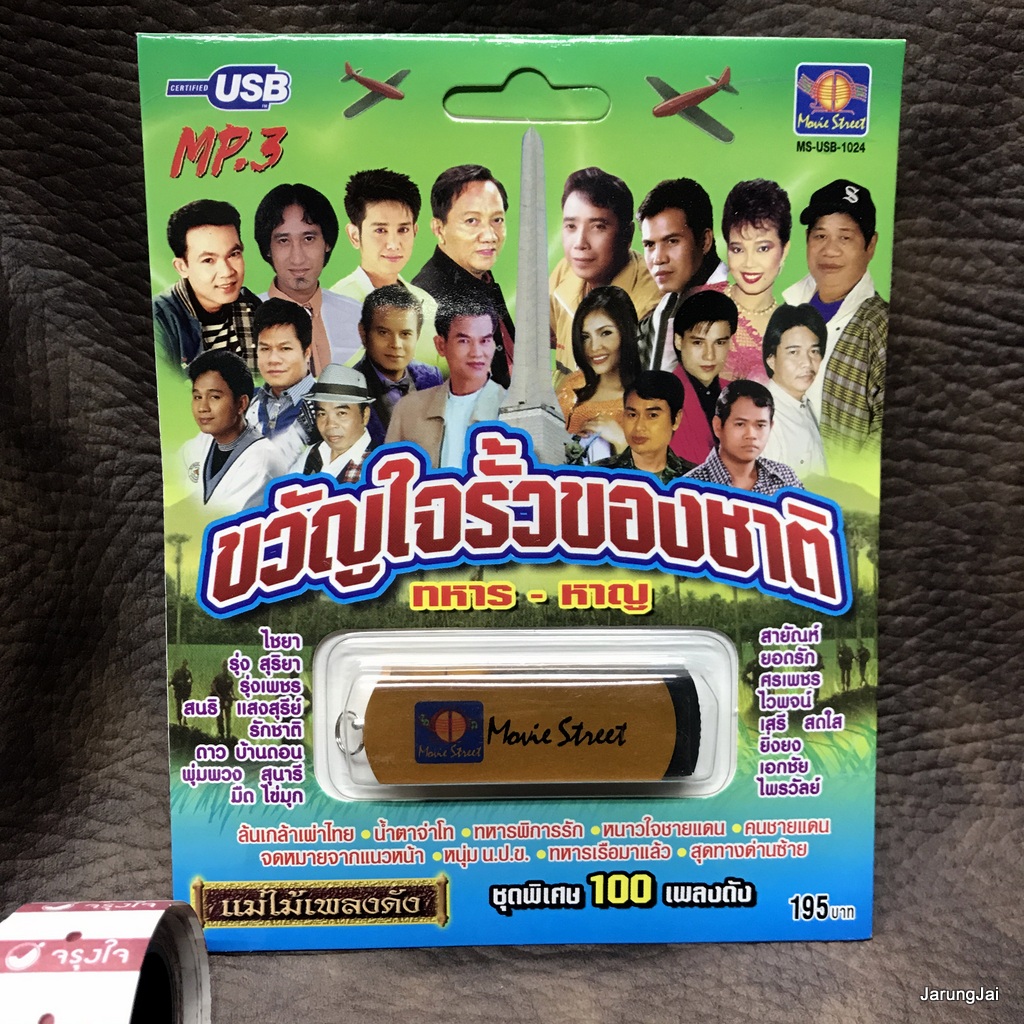 CERTIFIED USB™
MP.3
Movie Street
MS-USB-1024
S
ขวัญใจรั้วของชาติ
ทหาร - หาญ
ไชยา
รุ่ง สุริยา
รุ่งเพชร
สนธิ แสงสุรีย์
รักชาติ
ดาว บ้านดอน
พุ่มพวง สุนารี
มืด ไข่มุก
สายัณห์
ยอดรัก
ศรเพชร
ไวพจน์
เสรี สดใส
ยิ่งยง
เอกชัย
ไพรวัลย์
Movie Street
Movie Street
ล้นเกล้าเผ่าไทย • น้ำตาจ่าโท • ทหารพิการรัก • หนาวใจชายแดน • คนชายแดน
จดหมายจากแนวหน้า • หนุ่ม น.ป.ข. • ทหารเรือมาแล้ว • สุดทางด่านซ้าย
แม่ไม้เพลงดัง
ชุดพิเศษ 100 เพลงดัง
195 บาท
จรุงใจ
จรุงใจ
JarungJai